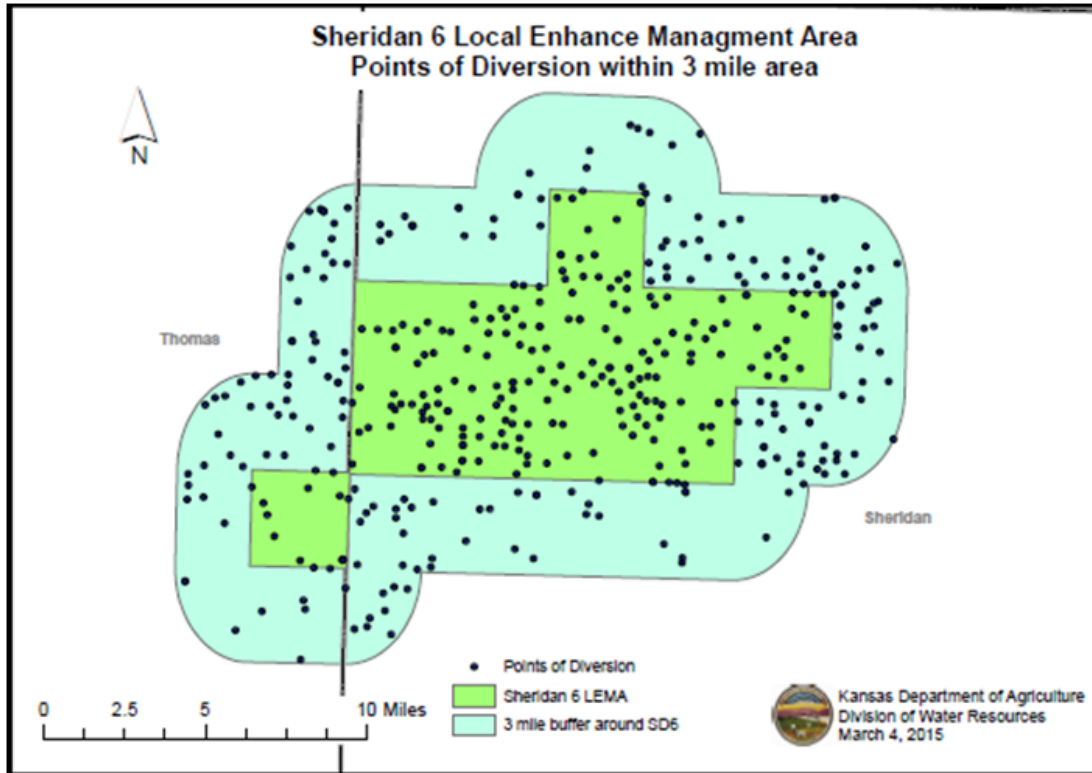 Sheridan 6 Local Enhance Managment Area
Points of Diversion within 3 mile area
N
Thomas
Sheridan
Points of Diversion
Sheridan 6 LEMA
3 mile buffer around SD6
0 2.5 5 10 Miles
Kansas Department of Agriculture
Division of Water Resources
March 4, 2015